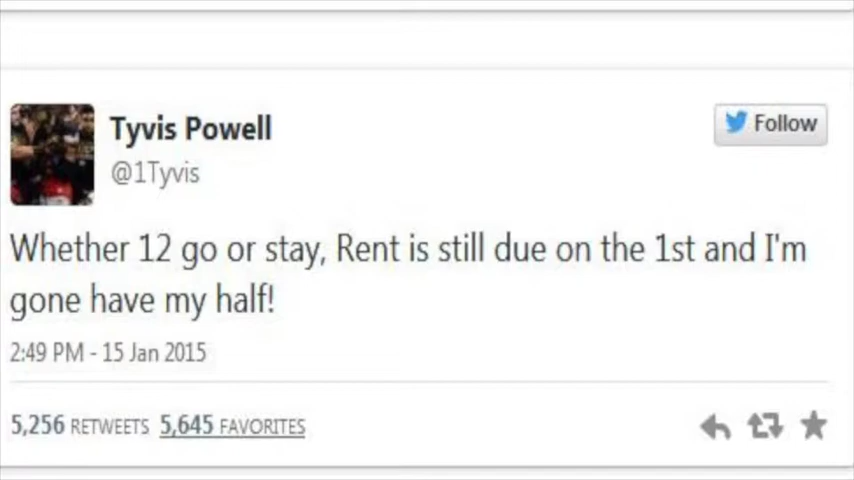 Tyvis Powell
Follow
@1Tyvis
Whether 12 go or stay, Rent is still due on the 1st and I'm
gone have my half!
2:49 PM - 15 Jan 2015
5,256 RETWEETS 5,645 FAVORITES